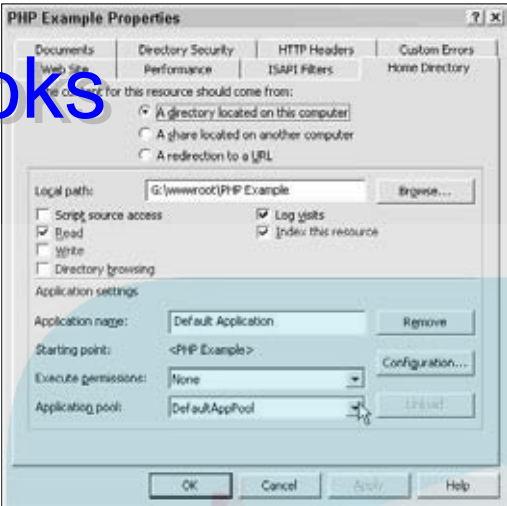 PHP Example Properties
Documents Directory Security HTTP Headers Custom Errors
Web Site Performance ISAPI Filters Home Directory
oks
content for this resource should come from:
A directory located on this computer
A share located on another computer
A redirection to a URL
Local path: G:\wwwroot\PHP Example Browse...
Script source access Log visits
Read Index this resource
Write
Directory browsing
Application settings
Application name: Default Application Remove
Starting point: <PHP Example>
Configuration...
Execute permissions: None
Application pool: DefaultAppPool Unload
OK Cancel Apply Help